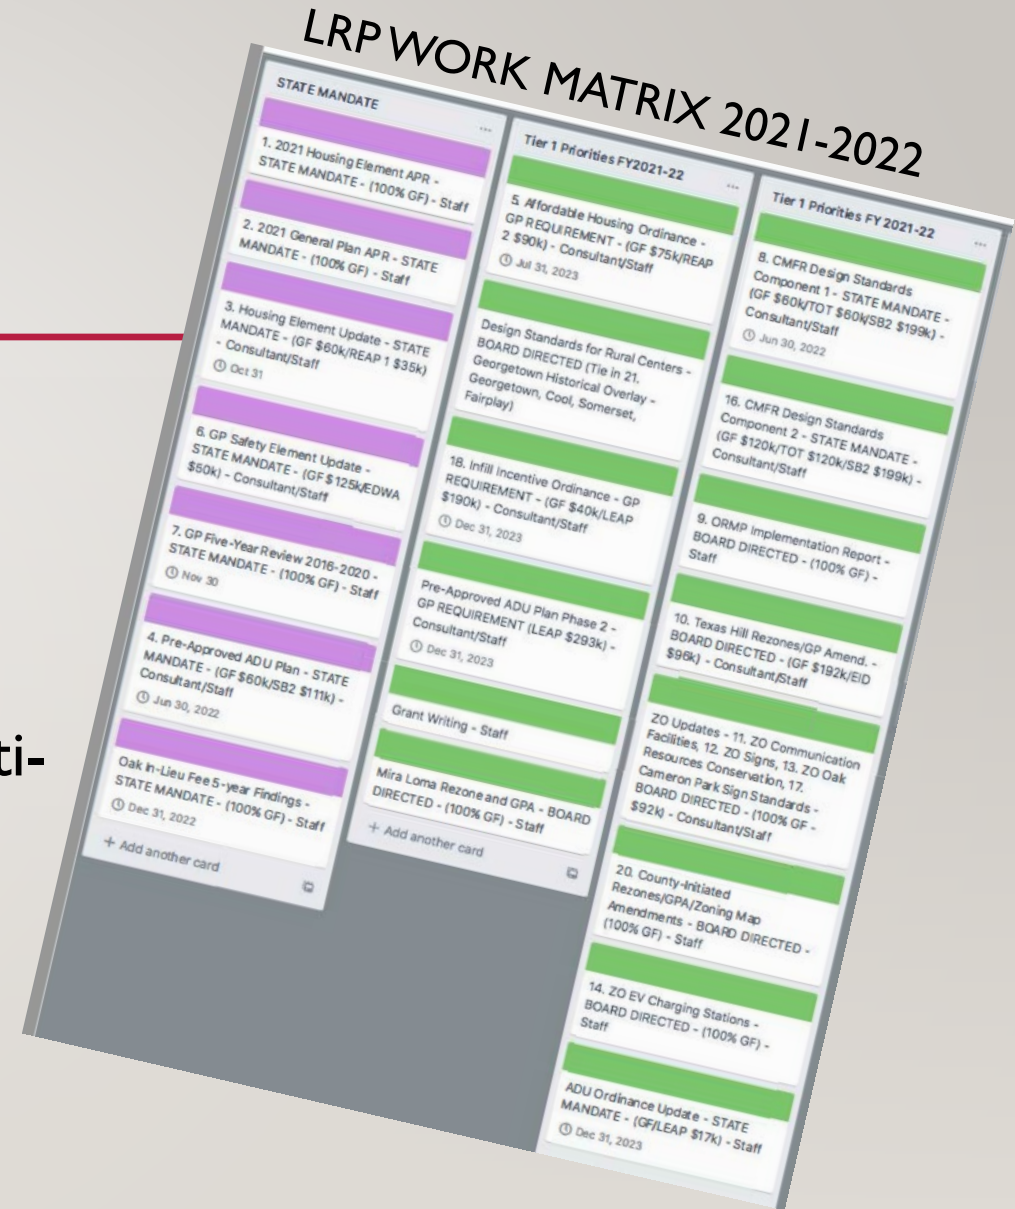 LRP WORK MATRIX 2021-2022
ti-
STATE MANDATE
1. 2021 Housing Element APR -
STATE MANDATE - (100% GF) - Staff
2. 2021 General Plan APR - STATE
MANDATE - (100% GF) - Staff
3. Housing Element Update - STATE
MANDATE - (GF $60k/REAP 1 $35k)
- Consultant/Staff
Oct 31
6. GP Safety Element Update -
STATE MANDATE - (GF $125k/EDWA
$50k) - Consultant/Staff
7. GP Five-Year Review 2016-2020 -
STATE MANDATE - (100% GF) - Staff
Nov 30
4. Pre-Approved ADU Plan - STATE
MANDATE - (GF $60k/SB2 $111k) -
Consultant/Staff
Jun 30, 2022
Oak In-Lieu Fee 5-year Findings -
STATE MANDATE - (100% GF) - Staff
Dec 31, 2022
+ Add another card
Tier 1 Priorities FY2021-22
5. Affordable Housing Ordinance -
GP REQUIREMENT - (GF $75k/REAP
2 $90k) - Consultant/Staff
Jul 31, 2023
Design Standards for Rural Centers -
BOARD DIRECTED (Tie in 21.
Georgetown Historical Overlay -
Georgetown, Cool, Somerset,
Fairplay)
18. Infill Incentive Ordinance - GP
REQUIREMENT - (GF $40k/LEAP
$190k) - Consultant/Staff
Dec 31, 2023
Pre-Approved ADU Plan Phase 2 -
GP REQUIREMENT (LEAP $293k) -
Consultant/Staff
Dec 31, 2023
Grant Writing - Staff
Mira Loma Rezone and GPA - BOARD
DIRECTED - (100% GF) - Staff
+ Add another card
Tier 1 Priorities FY 2021-22
8. CMFR Design Standards
Component 1 - STATE MANDATE -
(GF $60k/TOT $60k/SB2 $199k) -
Consultant/Staff
Jun 30, 2022
16. CMFR Design Standards
Component 2 - STATE MANDATE -
(GF $120k/TOT $120k/SB2 $199k) -
Consultant/Staff
9. ORMP Implementation Report -
BOARD DIRECTED - (100% GF) -
Staff
10. Texas Hill Rezones/GP Amend. -
BOARD DIRECTED - (GF $192k/EID
$96k) - Consultant/Staff
ZO Updates - 11. ZO Communication
Facilities, 12. ZO Signs, 13. ZO Oak
Resources Conservation, 17.
Cameron Park Sign Standards -
BOARD DIRECTED - (100% GF -
$92k) - Consultant/Staff
20. County-Initiated
Rezones/GPA/Zoning Map
Amendments - BOARD DIRECTED -
(100% GF) - Staff
14. ZO EV Charging Stations -
BOARD DIRECTED - (100% GF) -
Staff
ADU Ordinance Update - STATE
MANDATE - (GF/LEAP $17k) - Staff
Dec 31, 2023